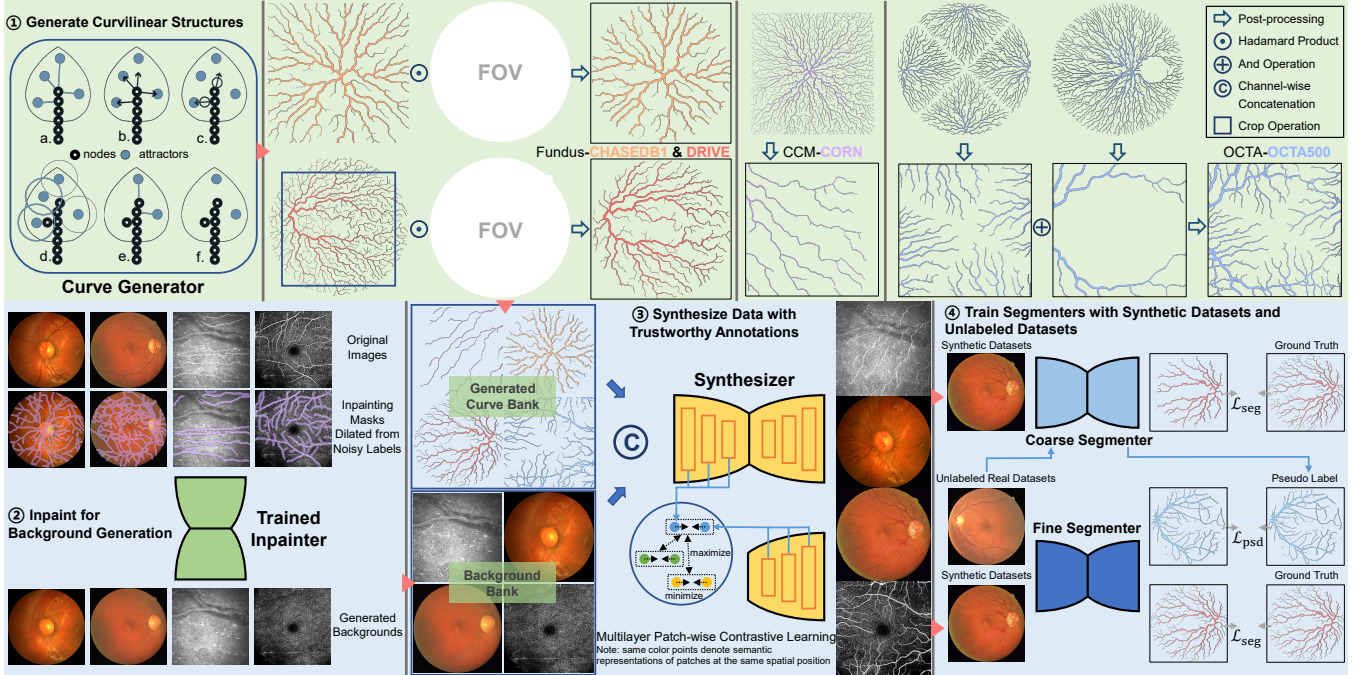 ① Generate Curvilinear Structures
a.
b.
c.
nodes
attractors
d.
e.
f.
Curve Generator
FOV
FOV
Fundus-CHASEDB1 & DRIVE
CCM-CORN
OCTA-OCTA500
Post-processing
Hadamard Product
And Operation
C
Channel-wise
Concatenation
Crop Operation
Original
Images
Inpainting
Masks
Dilated from
Noisy Labels
② Inpaint for
Background Generation
Trained
Inpainter
Generated
Backgrounds
Generated
Curve Bank
Background
Bank
③ Synthesize Data with
Trustworthy Annotations
Synthesizer
C
maximize
minimize
Multilayer Patch-wise Contrastive Learning
Note: same color points denote semantic
representations of patches at the same spatial position
④ Train Segmenters with Synthetic Datasets and
Unlabeled Datasets
Synthetic Datasets
Ground Truth
ℒseg
Coarse Segmenter
Unlabeled Real Datasets
Pseudo Label
Fine Segmenter
ℒpsd
Synthetic Datasets
Ground Truth
ℒseg